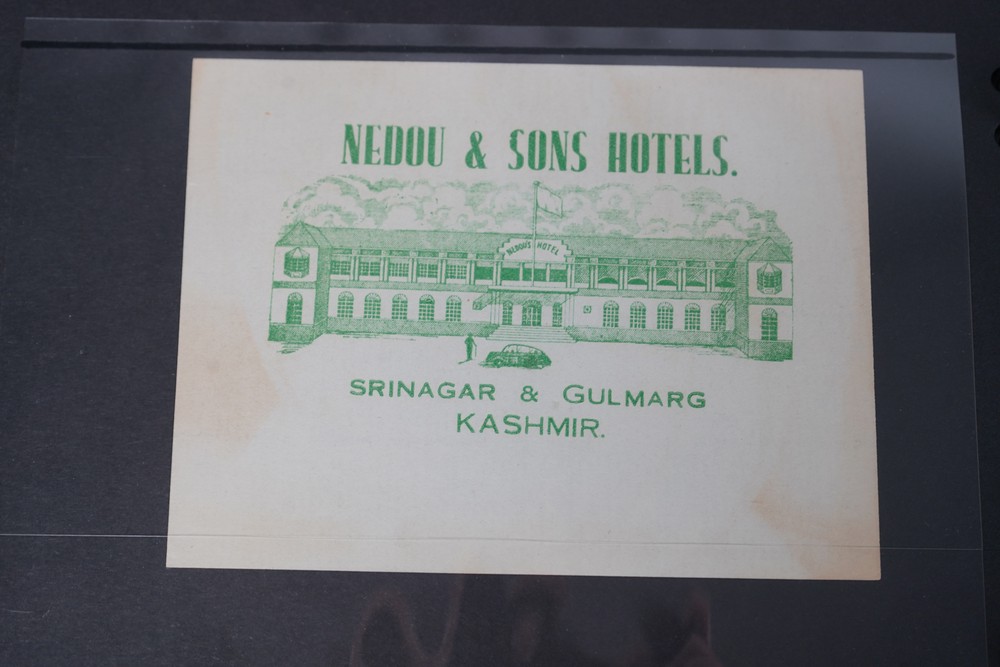 NEDOU & SONS HOTELS.
NEDOU'S HOTEL
SRINAGAR & GULMARG
KASHMIR.